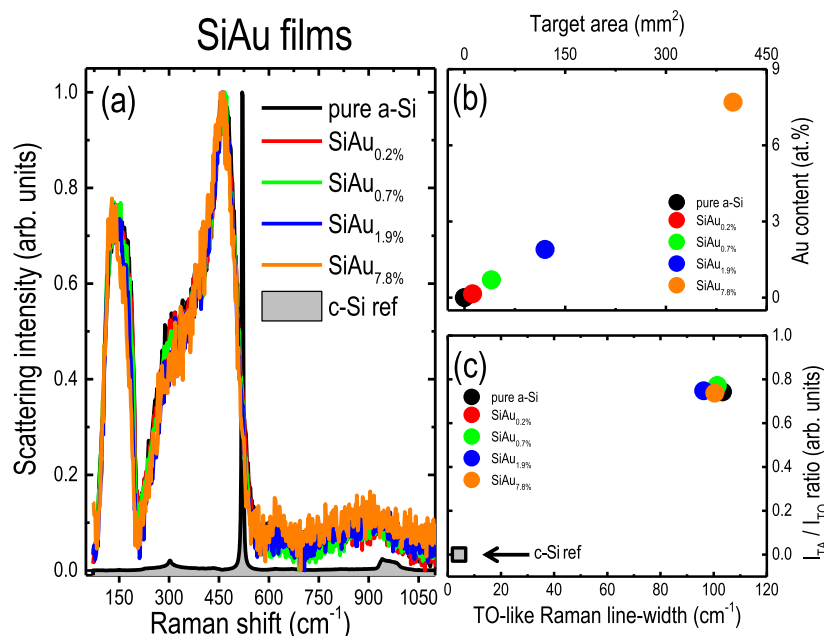 SiAu films
(a)
pure a-Si
SiAu0.2%
SiAu0.7%
SiAu1.9%
SiAu7.8%
c-Si ref
Scattering intensity (arb. units)
1.0
0.8
0.6
0.4
0.2
0.0
150 300 450 600 750 900 1050
Raman shift (cm-1)
Target area (mm2)
0 150 300 450
(b)
pure a-Si
SiAu0.2%
SiAu0.7%
SiAu1.9%
SiAu7.8%
9
6
3
0
Au content (at.%)
(c)
pure a-Si
SiAu0.2%
SiAu0.7%
SiAu1.9%
SiAu7.8%
c-Si ref
1.0
0.8
0.6
0.4
0.2
0.0
ITA / ITO ratio (arb. units)
0 20 40 60 80 100 120
TO-like Raman line-width (cm-1)